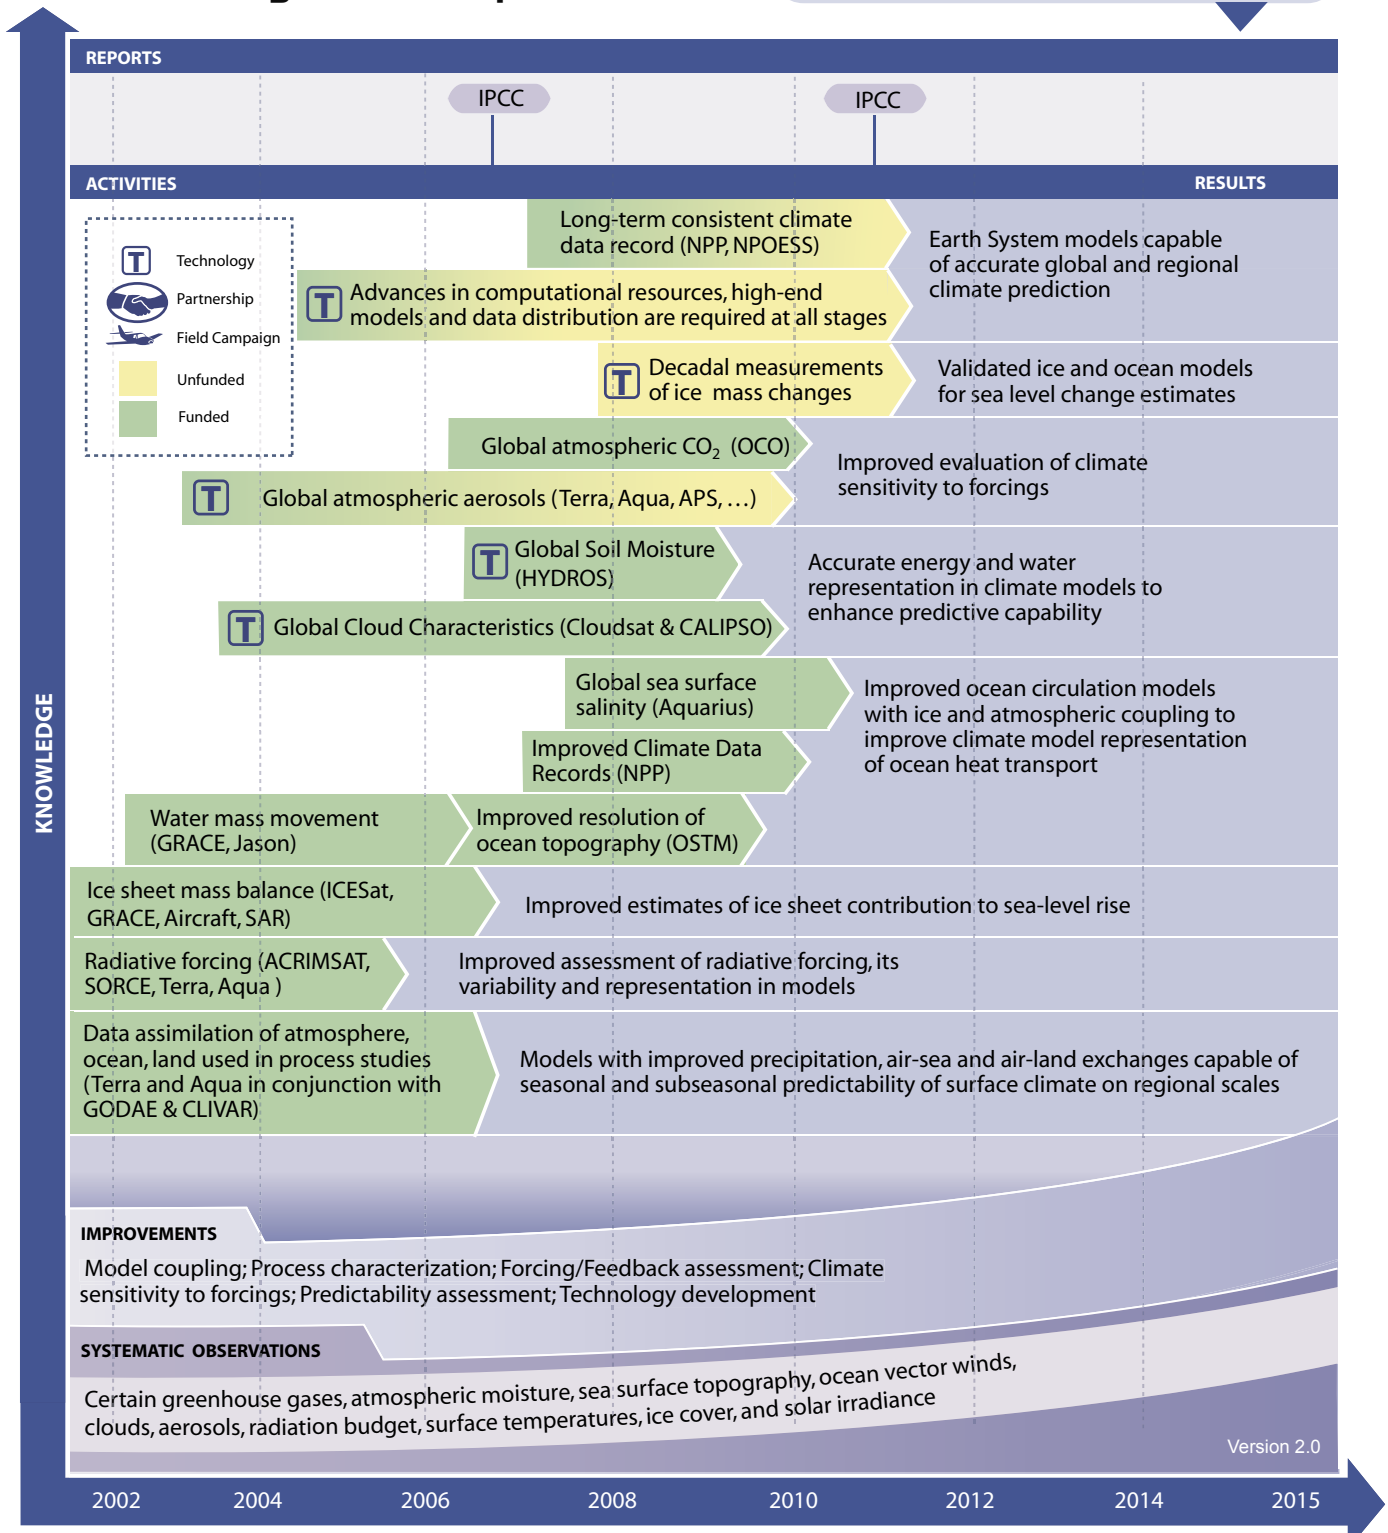 REPORTS
IPCC
IPCC
ACTIVITIES
RESULTS
T Technology
Partnership
Field Campaign
Unfunded
Funded
Long-term consistent climate
data record (NPP, NPOESS)
T
Advances in computational resources, high-end
models and data distribution are required at all stages
Earth System models capable
of accurate global and regional
climate prediction
T
Decadal measurements
of ice mass changes
Validated ice and ocean models
for sea level change estimates
Global atmospheric CO2 (OCO)
T
Global atmospheric aerosols (Terra, Aqua, APS, ...)
Improved evaluation of climate
sensitivity to forcings
T
Global Soil Moisture
(HYDROS)
T
Global Cloud Characteristics (Cloudsat & CALIPSO)
Accurate energy and water
representation in climate models to
enhance predictive capability
Global sea surface
salinity (Aquarius)
Improved Climate Data
Records (NPP)
Water mass movement
(GRACE, Jason)
Improved resolution of
ocean topography (OSTM)
Improved ocean circulation models
with ice and atmospheric coupling to
improve climate model representation
of ocean heat transport
KNOWLEDGE
Ice sheet mass balance (ICESat,
GRACE, Aircraft, SAR)
Improved estimates of ice sheet contribution to sea-level rise
Radiative forcing (ACRIMSAT,
SORCE, Terra, Aqua )
Improved assessment of radiative forcing, its
variability and representation in models
Data assimilation of atmosphere,
ocean, land used in process studies
(Terra and Aqua in conjunction with
GODAE & CLIVAR)
Models with improved precipitation, air-sea and air-land exchanges capable of
seasonal and subseasonal predictability of surface climate on regional scales
IMPROVEMENTS
Model coupling; Process characterization; Forcing/Feedback assessment; Climate
sensitivity to forcings; Predictability assessment; Technology development
SYSTEMATIC OBSERVATIONS
Certain greenhouse gases, atmospheric moisture, sea surface topography, ocean vector winds,
clouds, aerosols, radiation budget, surface temperatures, ice cover, and solar irradiance
Version 2.0
2002 2004 2006 2008 2010 2012 2014 2015